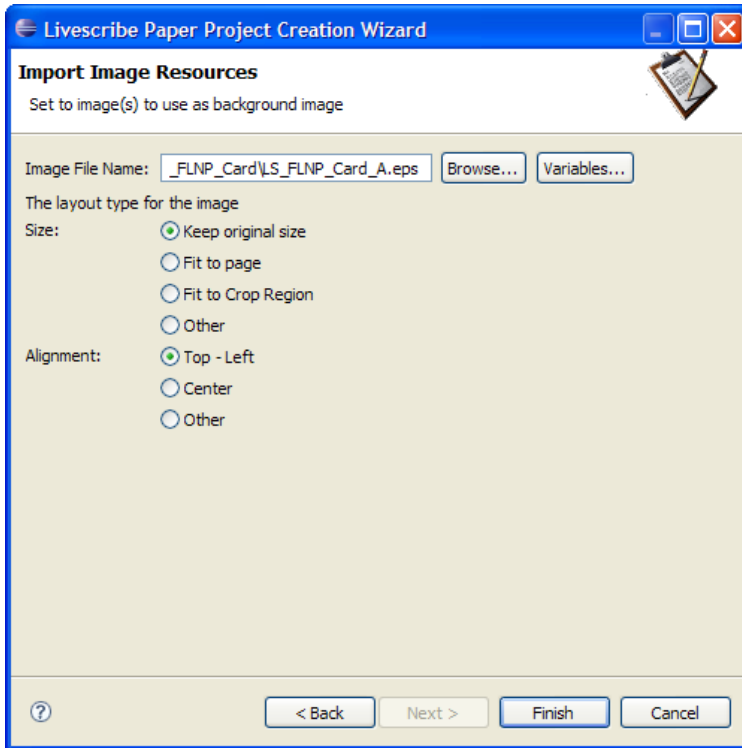 Livescribe Paper Project Creation Wizard
Import Image Resources
Set to image(s) to use as background image
Image File Name: _FLNP_Card\LS_FLNP_Card_A.eps Browse... Variables...
The layout type for the image
Size: Keep original size
Fit to page
Fit to Crop Region
Other
Alignment: Top - Left
Center
Other
? < Back Next > Finish Cancel